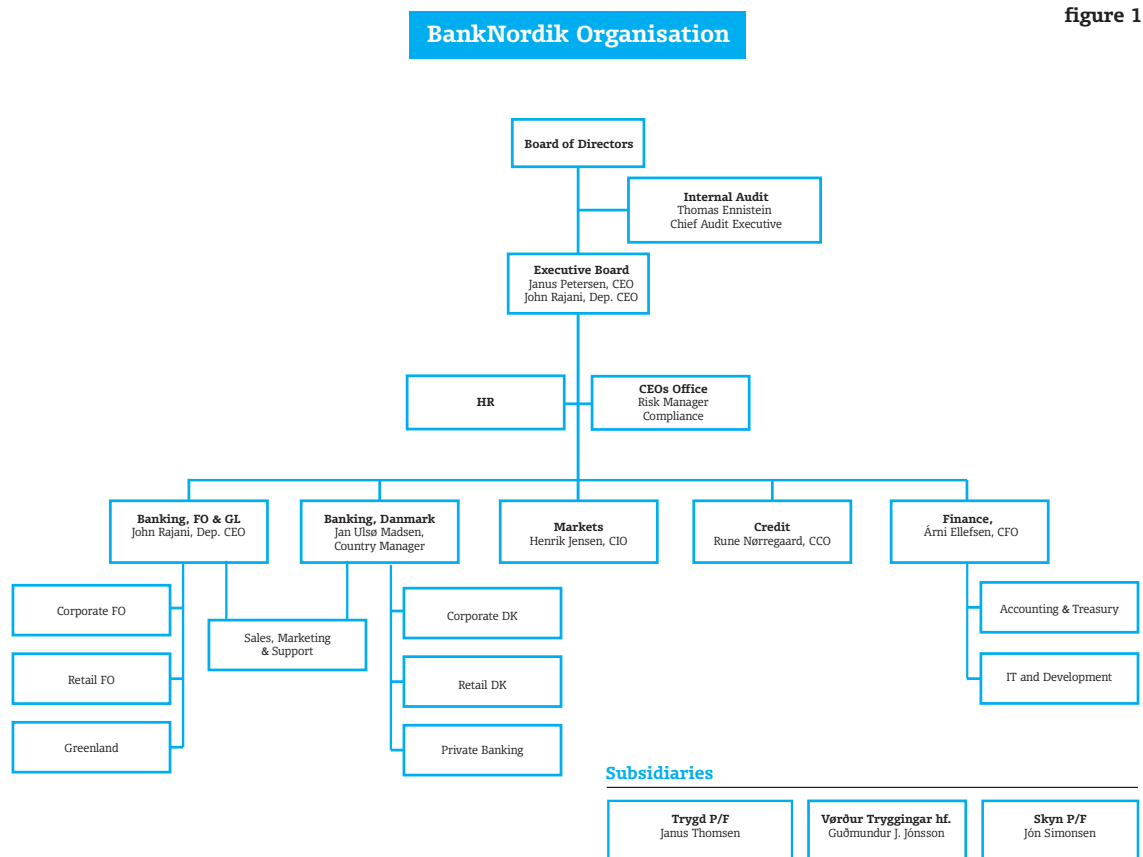 figure 1
BankNordik Organisation
Board of Directors
Internal Audit
Thomas Ennistein
Chief Audit Executive
Executive Board
Janus Petersen, CEO
John Rajani, Dep. CEO
HR
CEOs Office
Risk Manager
Compliance
Banking, FO & GL
John Rajani, Dep. CEO
Banking, Danmark
Jan Ulsø Madsen,
Country Manager
Markets
Henrik Jensen, CIO
Credit
Rune Nørregaard, CCO
Finance,
Árni Ellefsen, CFO
Corporate FO
Retail FO
Greenland
Sales, Marketing
& Support
Corporate DK
Retail DK
Private Banking
Accounting & Treasury
IT and Development
Subsidiaries
Trygd P/F
Janus Thomsen
Vørður Tryggingar hf.
Guðmundur J. Jónsson
Skyn P/F
Jón Simonsen